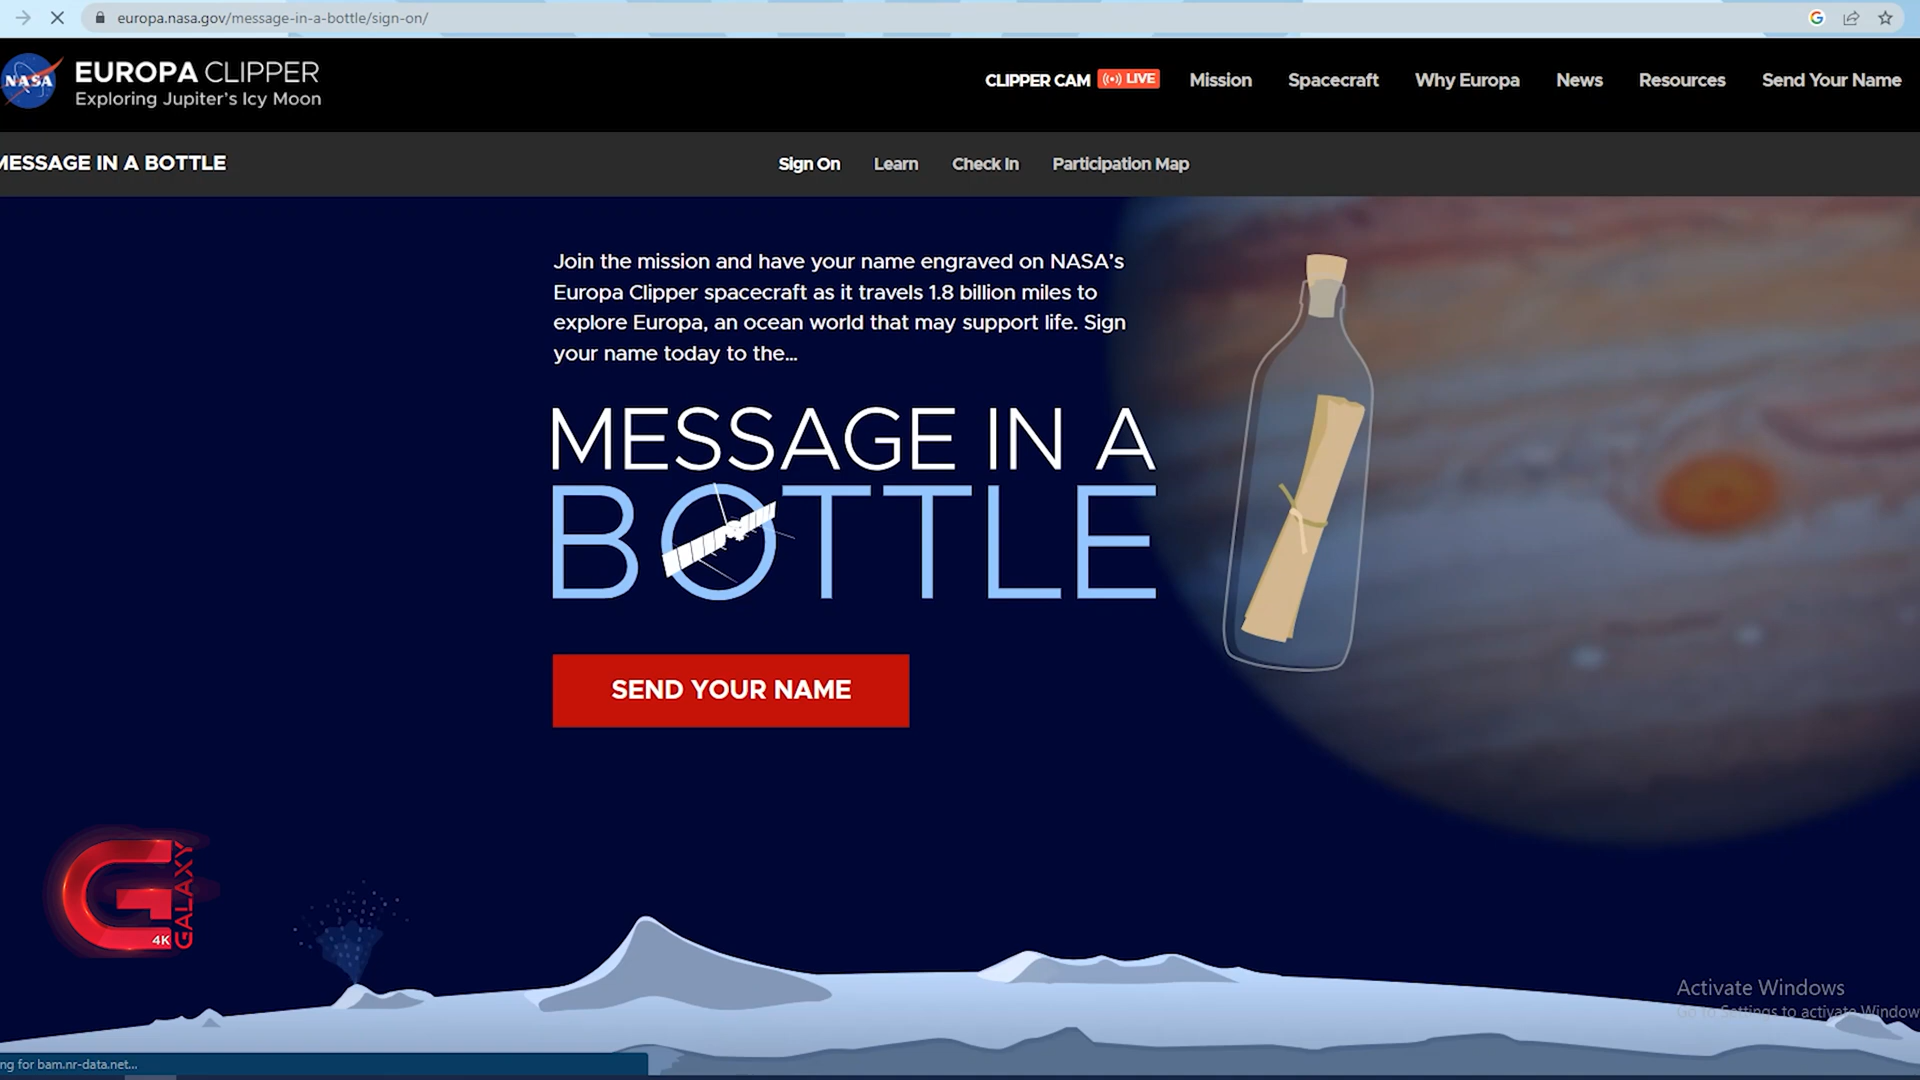 europa.nasa.gov/message-in-a-bottle/sign-on/
NASA
EUROPA CLIPPER
Exploring Jupiter's Icy Moon
CLIPPER CAM LIVE Mission Spacecraft Why Europa News Resources Send Your Name
MESSAGE IN A BOTTLE
Sign On Learn Check In Participation Map
Join the mission and have your name engraved on NASA's
Europa Clipper spacecraft as it travels 1.8 billion miles to
explore Europa, an ocean world that may support life. Sign
your name today to the...
MESSAGE IN A
BOTTLE
SEND YOUR NAME
G
GALAXY
4K
Activate Windows
Go to Settings to activate Window
ng for bam.nr-data.net...